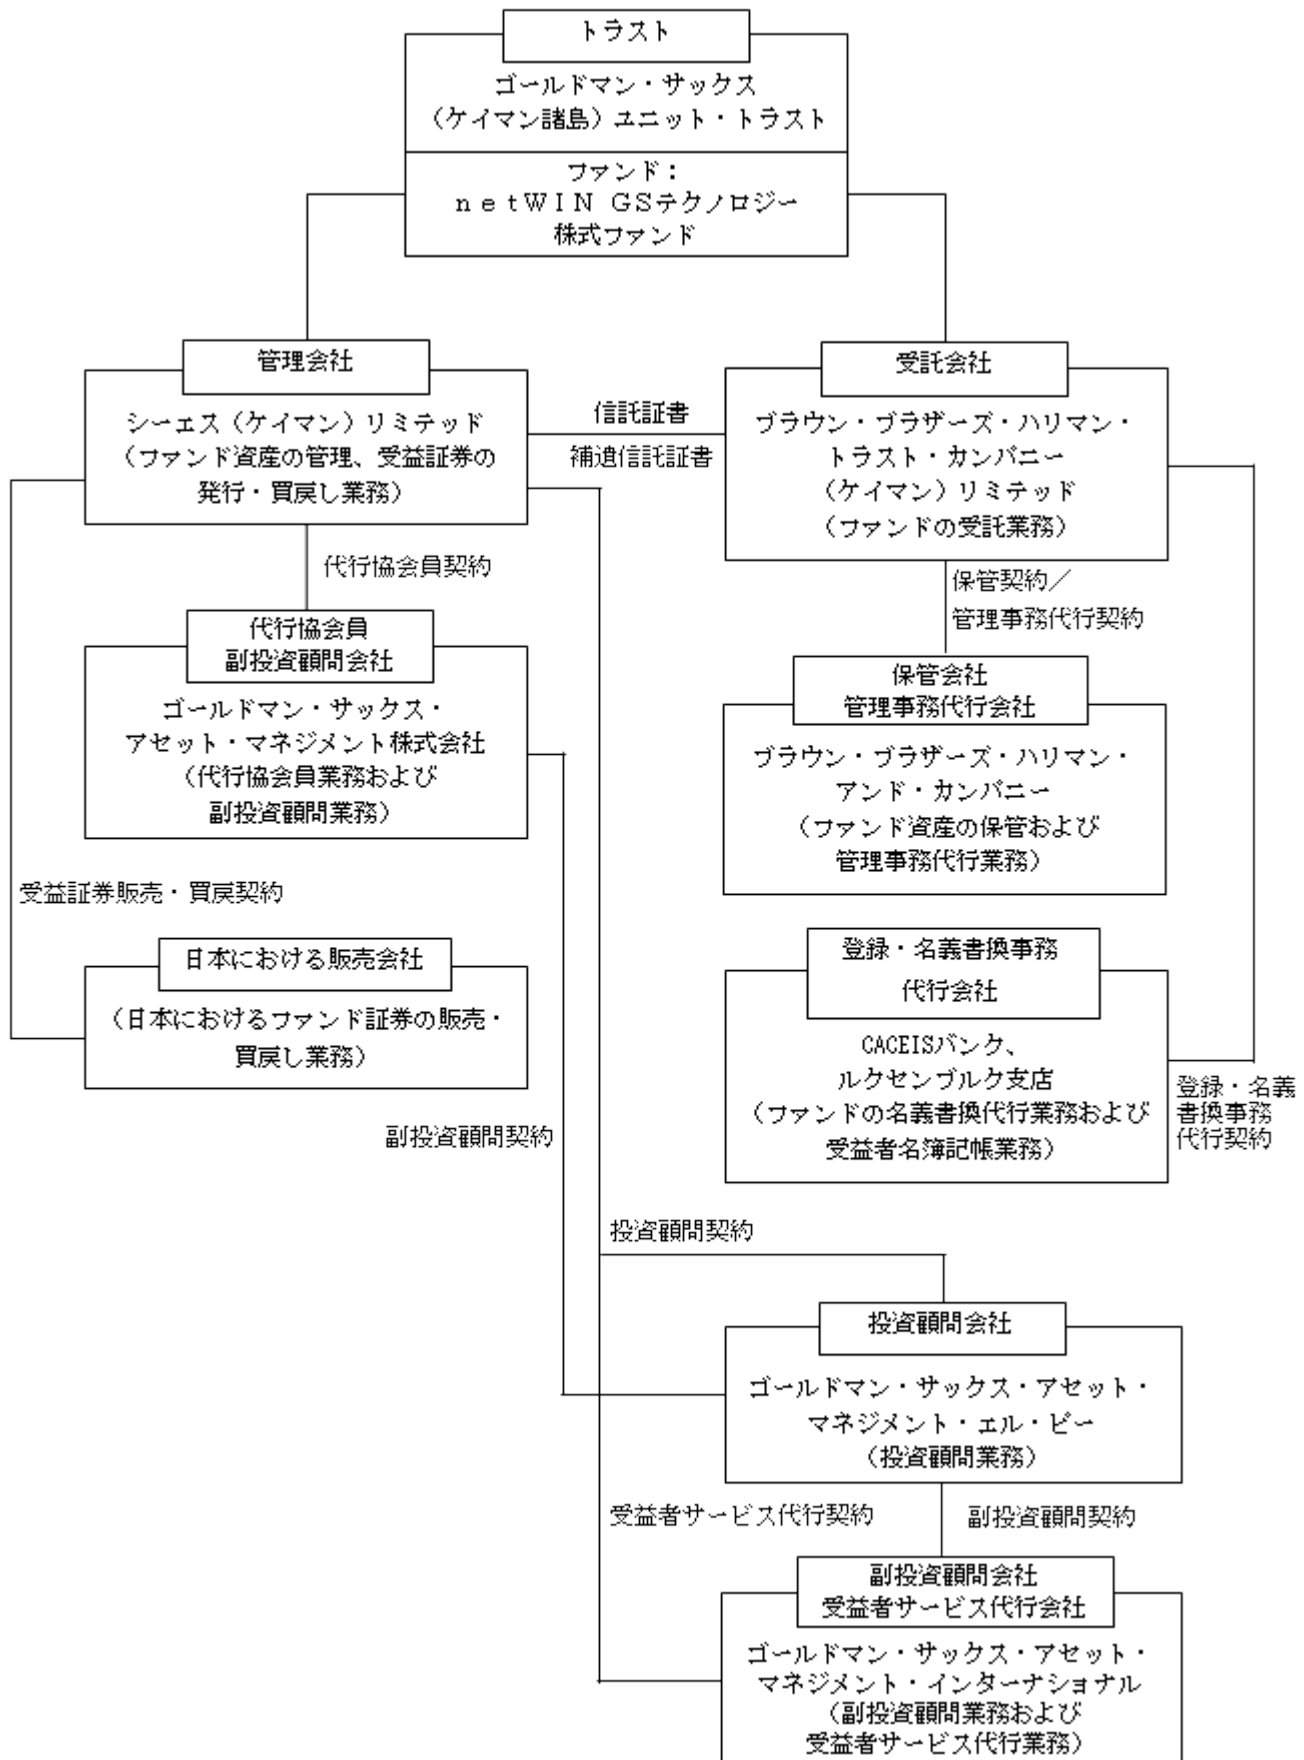 トラスト
ゴールドマン・サックス
（ケイマン諸島）ユニット・トラスト
ファンド：
ｎｅｔＷＩＮ ＧＳテクノロジー
株式ファンド
管理会社
シーエス（ケイマン）リミテッド
（ファンド資産の管理、受益証券の
発行・買戻し業務）
信託証書
補遺信託証書
受託会社
ブラウン・ブラザーズ・ハリマン・
トラスト・カンパニー
（ケイマン）リミテッド
（ファンドの受託業務）
代行協会員契約
保管契約／
管理事務代行契約
代行協会員
副投資顧問会社
ゴールドマン・サックス・
アセット・マネジメント株式会社
（代行協会員業務および
副投資顧問業務）
保管会社
管理事務代行会社
ブラウン・ブラザーズ・ハリマン・
アンド・カンパニー
（ファンド資産の保管および
管理事務代行業務）
受益証券販売・買戻契約
日本における販売会社
（日本におけるファンド証券の販売・
買戻し業務）
登録・名義書換事務
代行会社
CACEISバンク、
ルクセンブルク支店
（ファンドの名義書換代行業務および
受益者名簿記帳業務）
登録・名義
書換事務
代行契約
副投資顧問契約
投資顧問契約
投資顧問会社
ゴールドマン・サックス・アセット・
マネジメント・エル・ピー
（投資顧問業務）
受益者サービス代行契約
副投資顧問契約
副投資顧問会社
受益者サービス代行会社
ゴールドマン・サックス・アセット・
マネジメント・インターナショナル
（副投資顧問業務および
受益者サービス代行業務）